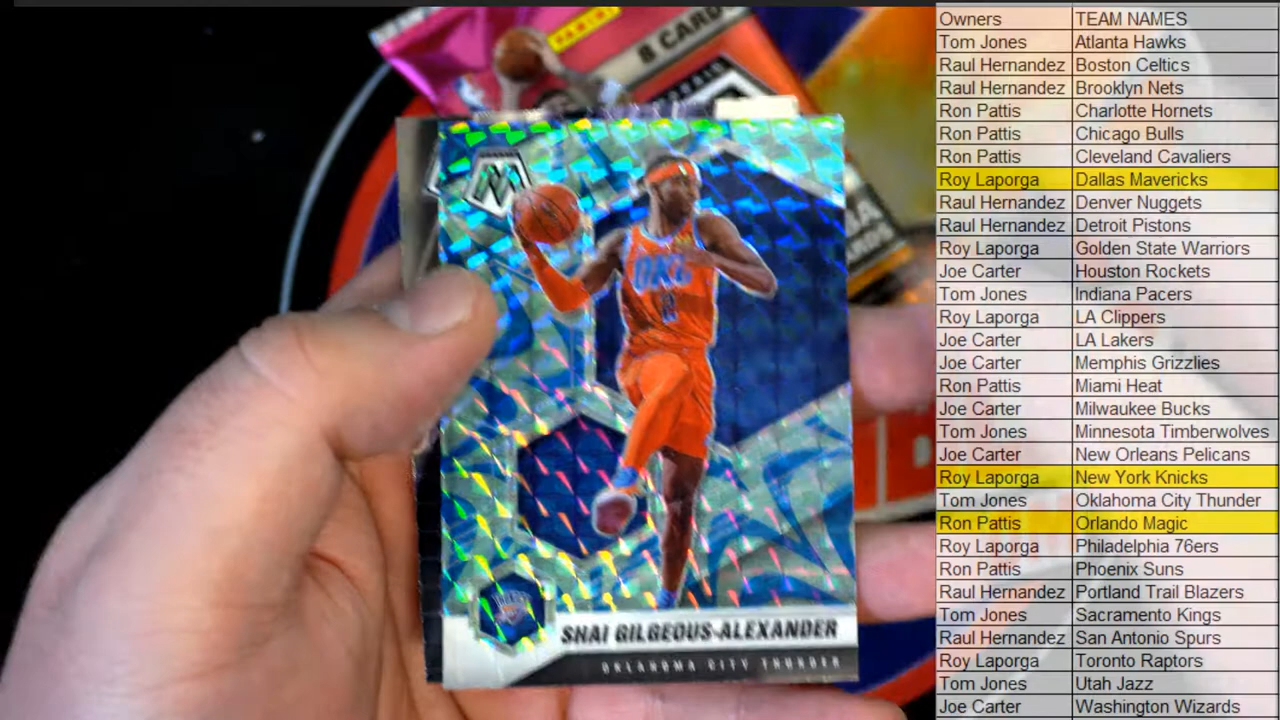 PANINI
8 CARD
OKC
SHAI GILGEOUS-ALEXANDER
OKLAHOMA CITY THUNDER
Owners TEAM NAMES
Tom Jones Atlanta Hawks
Raul Hernandez Boston Celtics
Raul Hernandez Brooklyn Nets
Ron Pattis Charlotte Hornets
Ron Pattis Chicago Bulls
Ron Pattis Cleveland Cavaliers
Roy Laporga Dallas Mavericks
Raul Hernandez Denver Nuggets
Raul Hernandez Detroit Pistons
Roy Laporga Golden State Warriors
Joe Carter Houston Rockets
Tom Jones Indiana Pacers
Roy Laporga LA Clippers
Joe Carter LA Lakers
Joe Carter Memphis Grizzlies
Ron Pattis Miami Heat
Joe Carter Milwaukee Bucks
Tom Jones Minnesota Timberwolves
Joe Carter New Orleans Pelicans
Roy Laporga New York Knicks
Tom Jones Oklahoma City Thunder
Ron Pattis Orlando Magic
Roy Laporga Philadelphia 76ers
Ron Pattis Phoenix Suns
Raul Hernandez Portland Trail Blazers
Tom Jones Sacramento Kings
Raul Hernandez San Antonio Spurs
Roy Laporga Toronto Raptors
Tom Jones Utah Jazz
Joe Carter Washington Wizards